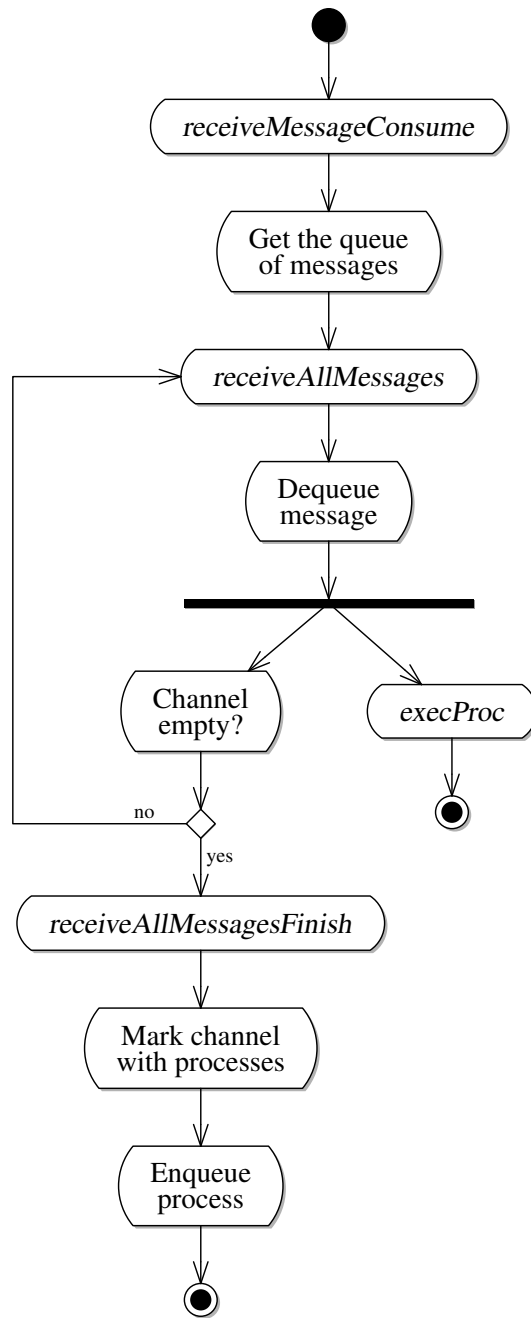 receiveMessageConsume
Get the queue
of messages
receiveAllMessages
Dequeue
message
Channel
empty?
execProc
no
yes
receiveAllMessagesFinish
Mark channel
with processes
Enqueue
process